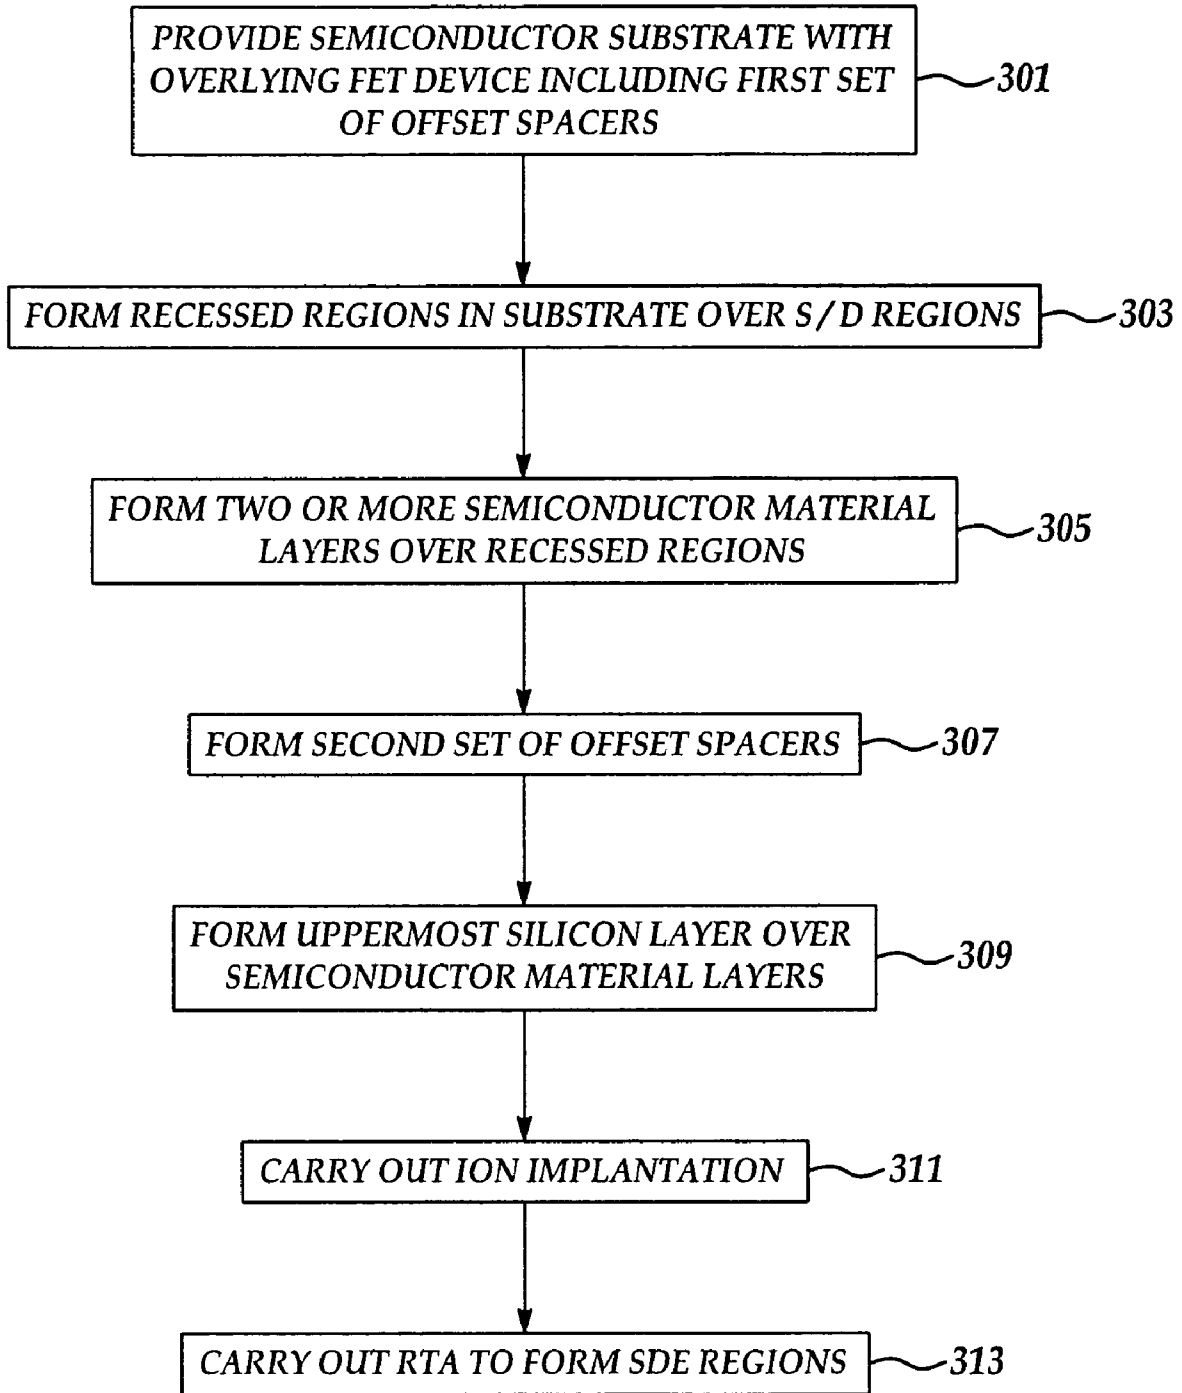 PROVIDE SEMICONDUCTOR SUBSTRATE WITH
OVERLYING FET DEVICE INCLUDING FIRST SET
OF OFFSET SPACERS
301
FORM RECESSED REGIONS IN SUBSTRATE OVER S/D REGIONS
303
FORM TWO OR MORE SEMICONDUCTOR MATERIAL
LAYERS OVER RECESSED REGIONS
305
FORM SECOND SET OF OFFSET SPACERS
307
FORM UPPERMOST SILICON LAYER OVER
SEMICONDUCTOR MATERIAL LAYERS
309
CARRY OUT ION IMPLANTATION
311
CARRY OUT RTA TO FORM SDE REGIONS
313